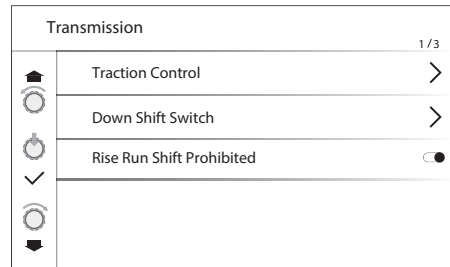 Transmission
1/3
Traction Control
Down Shift Switch
Rise Run Shift Prohibited